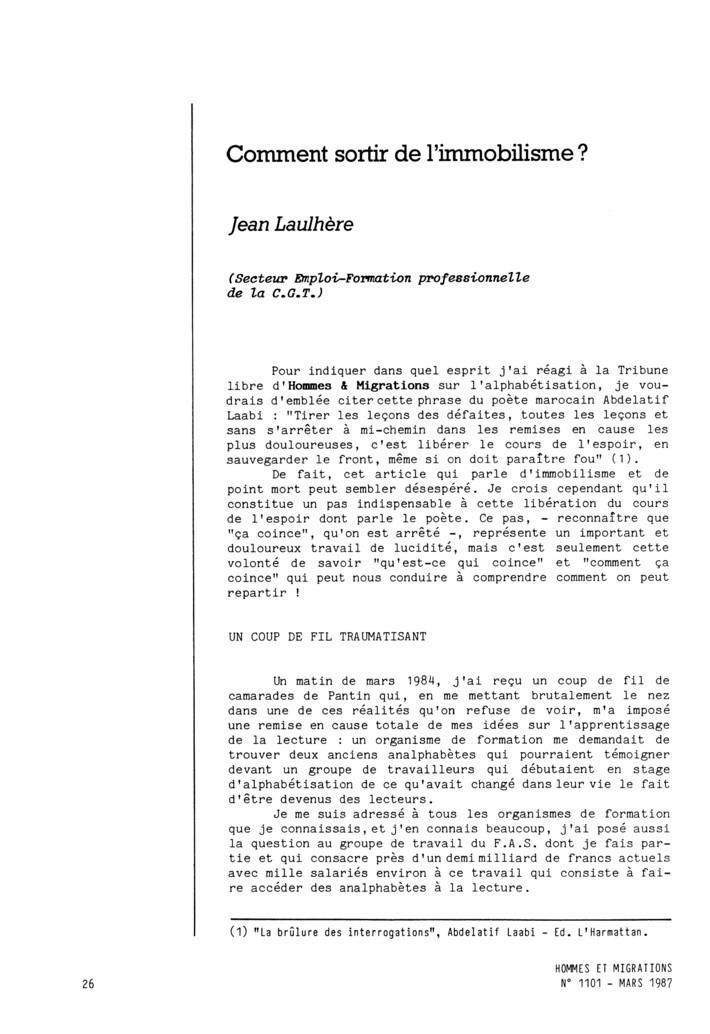 Comment sortir de l'immobilisme ?
Jean Laulhère
(Secteur Emploi-Formation professionnelle
de la C.G.T.)
Pour indiquer dans quel esprit j'ai réagi à la Tribune
libre d'Hommes & Migrations sur l'alphabétisation, je vou-
drais d'emblée citer cette phrase du poète marocain Abdelatif
Laabi : "Tirer les leçons des défaites, toutes les leçons et
sans s'arrêter à mi-chemin dans les remises en cause les
plus douloureuses, c'est libérer le cours de l'espoir, en
sauvegarder le front, même si on doit paraître fou" (1).
De fait, cet article qui parle d'immobilisme et de
point mort peut sembler désespéré. Je crois cependant qu'il
constitue un pas indispensable à cette libération du cours
de l'espoir dont parle le poète. Ce pas, - reconnaître que
"ça coince", qu'on est arrêté -, représente un important et
douloureux travail de lucidité, mais c'est seulement cette
volonté de savoir "qu'est-ce qui coince" et "comment ça
coince" qui peut nous conduire à comprendre comment on peut
repartir !
UN COUP DE FIL TRAUMATISANT
Un matin de mars 1984, j'ai reçu un coup de fil de
camarades de Pantin qui, en me mettant brutalement le nez
dans une de ces réalités qu'on refuse de voir, m'a imposé
une remise en cause totale de mes idées sur l'apprentissage
de la lecture : un organisme de formation me demandait de
trouver deux anciens analphabètes qui pourraient témoigner
devant un groupe de travailleurs qui débutaient en stage
d'alphabétisation de ce qu'avait changé dans leur vie le fait
d'être devenus des lecteurs.
Je me suis adressé à tous les organismes de formation
que je connaissais, et j'en connais beaucoup, j'ai posé aussi
la question au groupe de travail du F.A.S. dont je fais par-
tie et qui consacre près d'un demi milliard de francs actuels
avec mille salariés environ à ce travail qui consiste à fai-
re accéder des analphabètes à la lecture.
(1) "La brûlure des interrogations", Abdelatif Laabi - Ed. L'Harmattan.
HOMMES ET MIGRATIONS
26 N° 1101 - MARS 1987